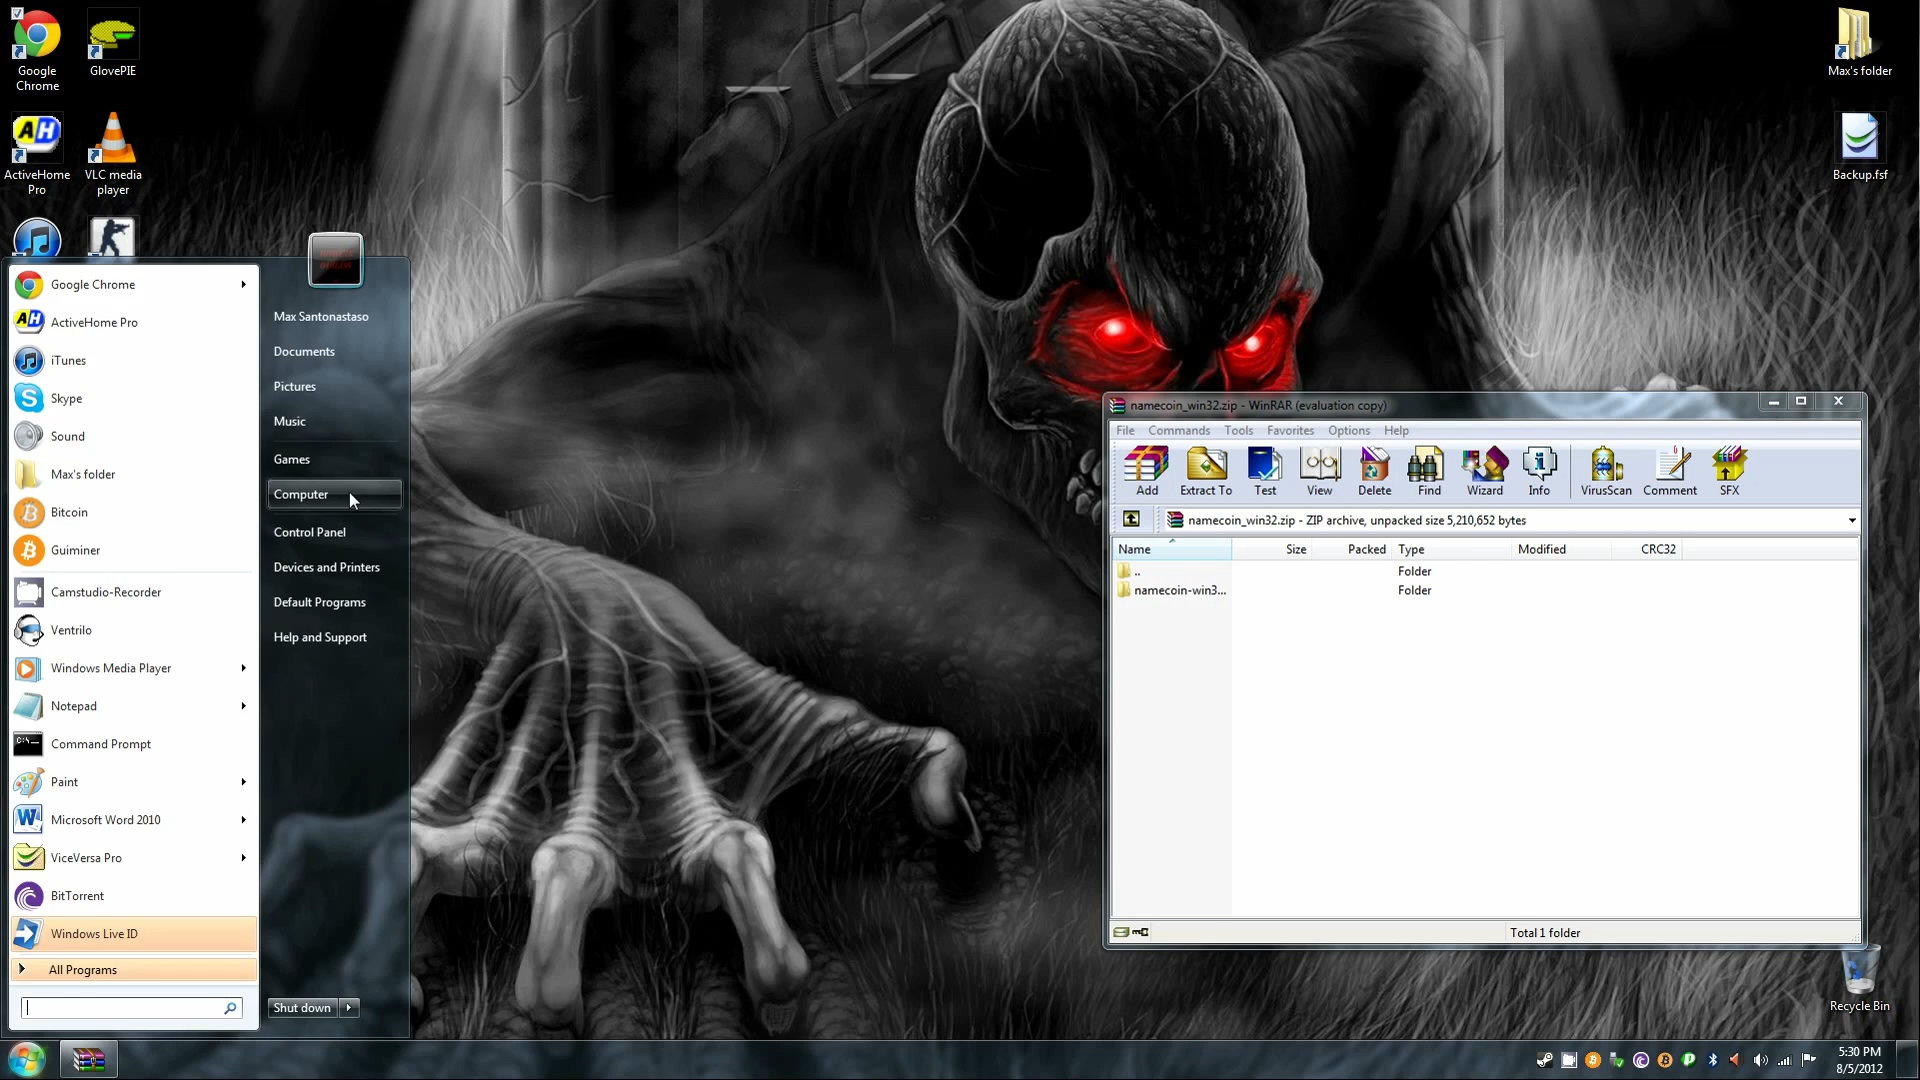 Google
Chrome
GlovePIE
ActiveHome
Pro
VLC media
player
Max's folder
Backup.fsf
Google Chrome
ActiveHome Pro
iTunes
Skype
Sound
Max's folder
Bitcoin
Guiminer
Camstudio-Recorder
Ventrilo
Windows Media Player
Notepad
Command Prompt
Paint
Microsoft Word 2010
ViceVersa Pro
BitTorrent
Windows Live ID
All Programs
Max Santonastaso
Documents
Pictures
Music
Games
Computer
Control Panel
Devices and Printers
Default Programs
Help and Support
Shut down
namecoin_win32.zip - WinRAR (evaluation copy)
File Commands Tools Favorites Options Help
Add Extract To Test View Delete Find Wizard Info VirusScan Comment SFX
namecoin_win32.zip - ZIP archive, unpacked size 5,210,652 bytes
Name Size Packed Type Modified CRC32
.. Folder
namecoin-win3... Folder
Total 1 folder
Recycle Bin
5:30 PM
8/5/2012